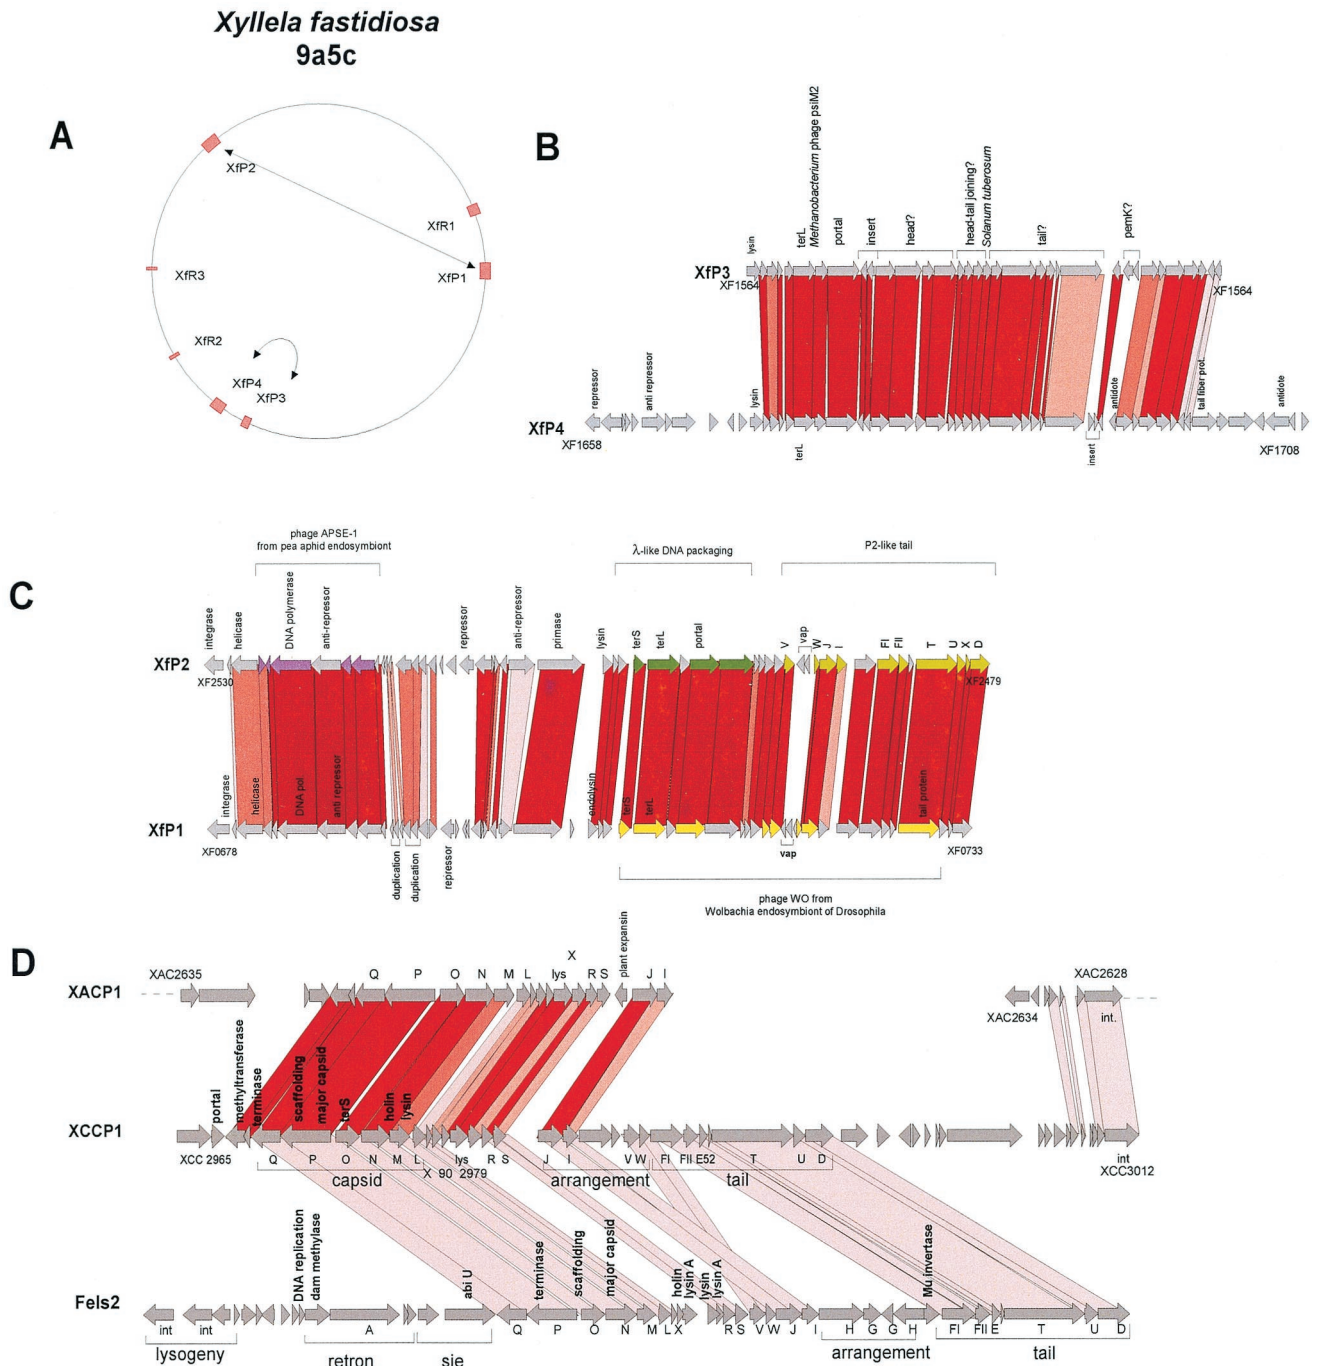 Xyllela fastidiosa
9a5c
A
XfP2
XfR1
XfP1
XfR3
XfR2
XfP4
XfP3
B
lysin
terL
Methanobacterium phage psiM2
portal
insert
head?
head-tail joining?
Solanum tuberosum
tail?
pemK?
XfP3
XF1564
XF1564
repressor
anti repressor
lysin
antidote
tail fiber prot.
antidote
XfP4
XF1658
terL
insert
XF1708
phage APSE-1
from pea aphid endosymbiont
λ-like DNA packaging
P2-like tail
C
integrase
helicase
DNA polymerase
anti-repressor
repressor
anti-repressor
primase
lysin
terS
terL
portal
V
vap
W
J
I
FI
FII
T
U
X
D
XfP2
XF2530
XF2479
integrase
helicase
DNA pol
anti repressor
endolysin
terS
terL
tail protein
XfP1
XF0678
duplication
duplication
repressor
vap
XF0733
phage WO from
Wolbachia endosymbiont of Drosophila
D
XAC2635
Q P O N M L lys X R S
plant expansin
J I
XAC2628
XACP1
XAC2634
int.
portal
methyltransferase
terminase
scaffolding
major capsid
terS
holin
lysin
XCCP1
XCC 2965
Q P O N M L X 90 lys 2979 R S J I V W FI FII E52 T U D
int
XCC3012
capsid
arrangement
tail
DNA replication
dam methylase
abi U
terminase
scaffolding
major capsid
holin
lysin A
lysin
lysin A
Mu invertase
Fels2
int int A Q P O N M L X R S V W J I H G G H FI FII E T U D
lysogeny
retron
sie
arrangement
tail